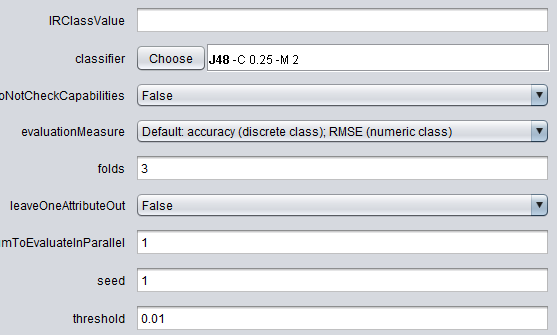 IRClassValue
classifier Choose J48 -C 0.25 -M 2
oNotCheckCapabilities False
evaluationMeasure Default: accuracy (discrete class); RMSE (numeric class)
folds 3
leaveOneAttributeOut False
mToEvaluateInParallel 1
seed 1
threshold 0.01